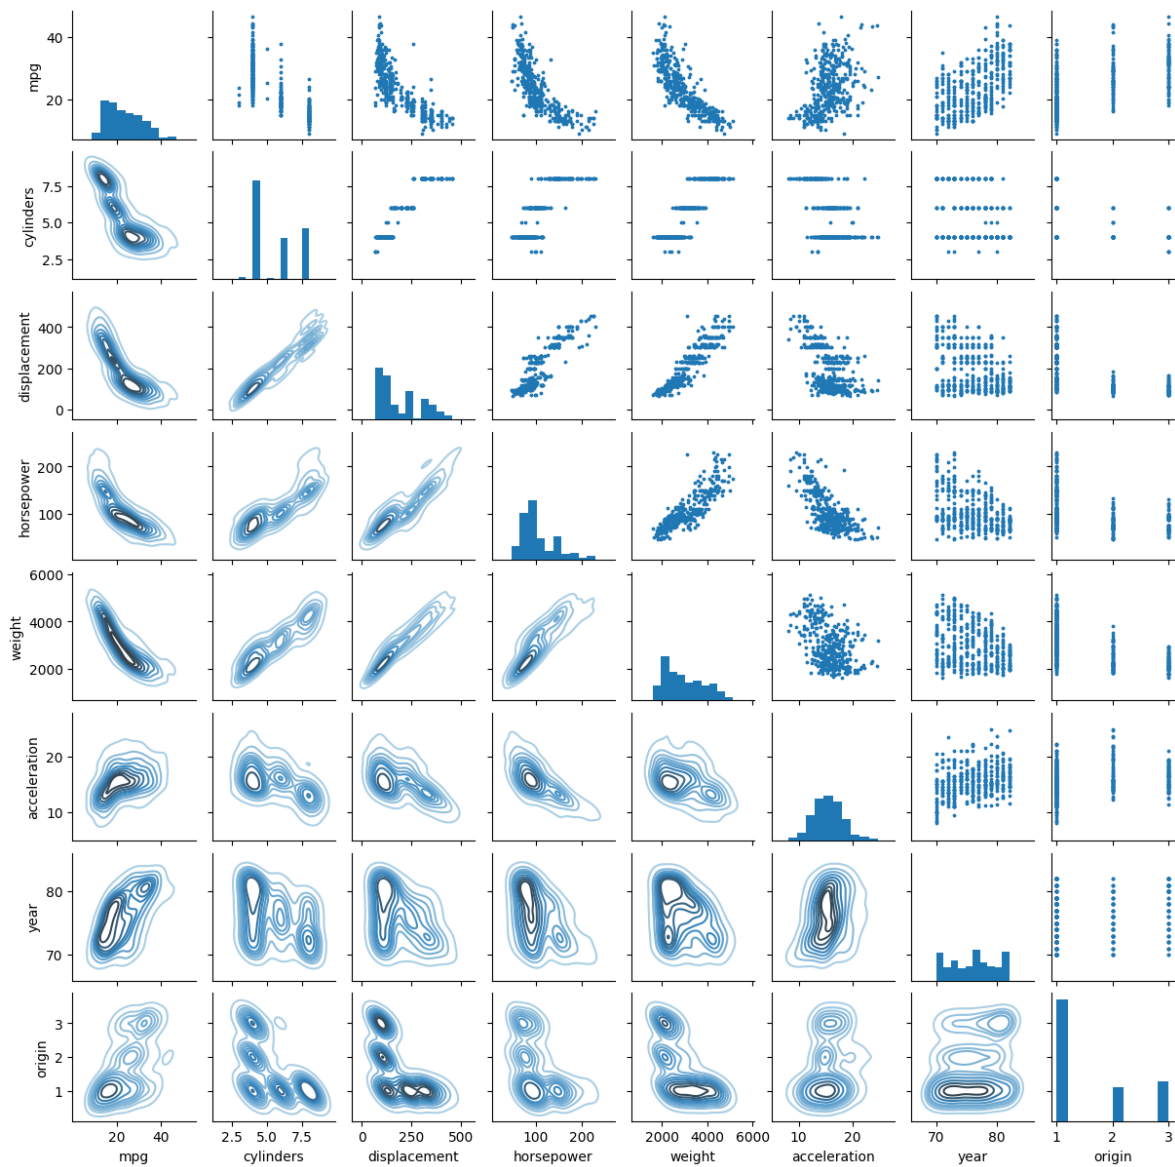 mpg
40
20
cylinders
7.5
5.0
2.5
displacement
400
200
0
horsepower
200
100
weight
6000
4000
2000
acceleration
20
10
year
80
70
origin
3
2
1
20 40 2.5 5.0 7.5 0 250 500 100 200 2000 4000 6000 10 20 70 80 1 2 3
mpg cylinders displacement horsepower weight acceleration year origin